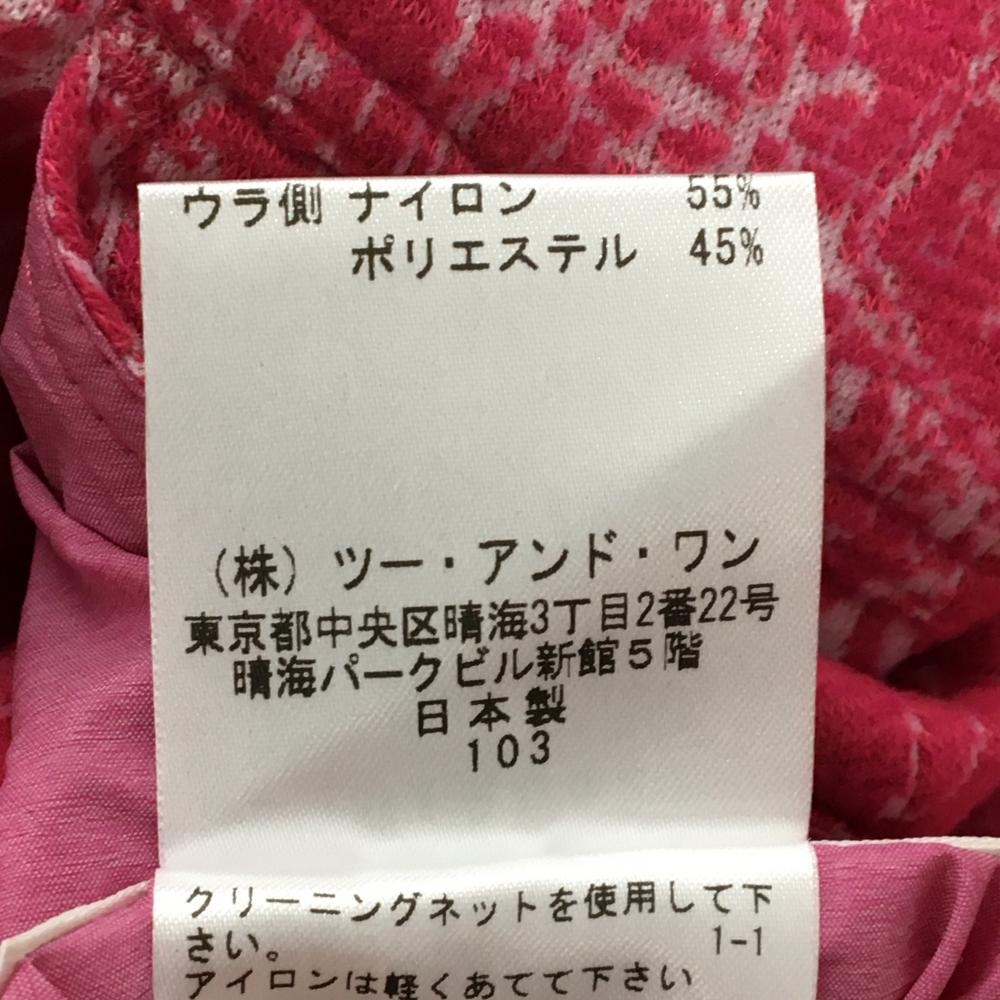 ウラ側 ナイロン 55%
ポリエステル 45%
(株) ツー・アンド・ワン
東京都中央区晴海3丁目2番22号
晴海パークビル新館5階
日本製
103
クリーニングネットを使用して下
さい。 1-1
アイロンは軽くあてて下さい